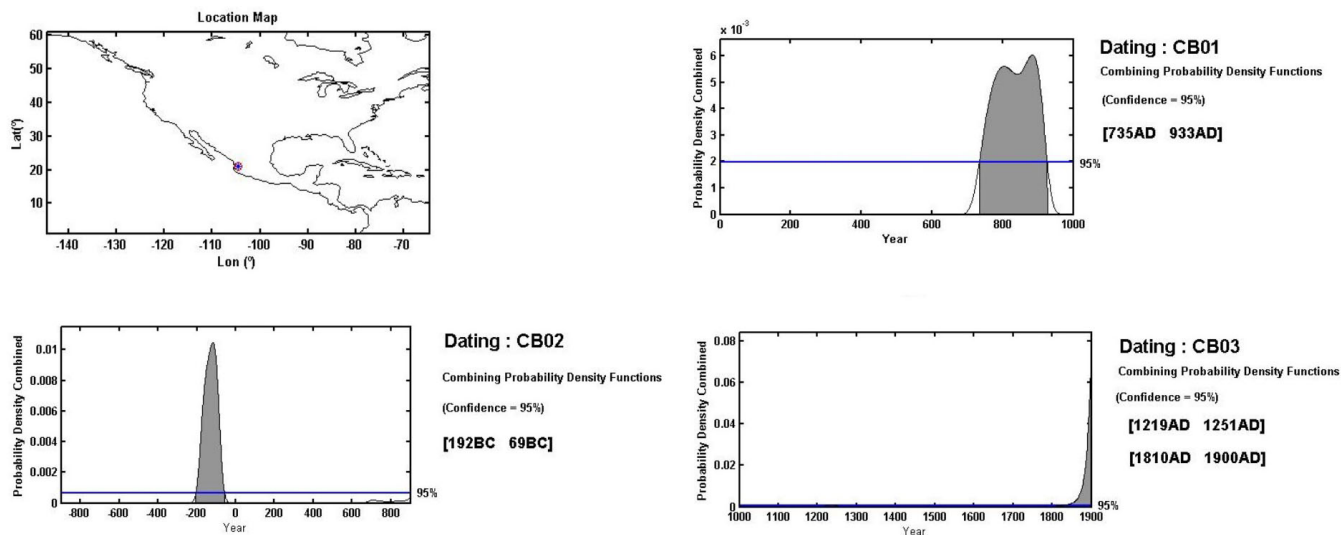 Location Map
60
50
40
30
20
10
Lat(º)
-140 -130 -120 -110 -100 -90 -80 -70
Lon (º)
x 10⁻³
6
5
4
3
2
1
0
Probability Density Combined
95%
0 200 400 600 800 1000
Year
Dating : CB01
Combining Probability Density Functions
(Confidence = 95%)
[735AD 933AD]
0.01
0.008
0.006
0.004
0.002
0
Probability Density Combined
95%
-800 -600 -400 -200 0 200 400 600 800
Year
Dating : CB02
Combining Probability Density Functions
(Confidence = 95%)
[192BC 69BC]
0.08
0.06
0.04
0.02
0
Probability Density Combined
95%
1000 1100 1200 1300 1400 1500 1600 1700 1800 1900
Year
Dating : CB03
Combining Probability Density Functions
(Confidence = 95%)
[1219AD 1251AD]
[1810AD 1900AD]